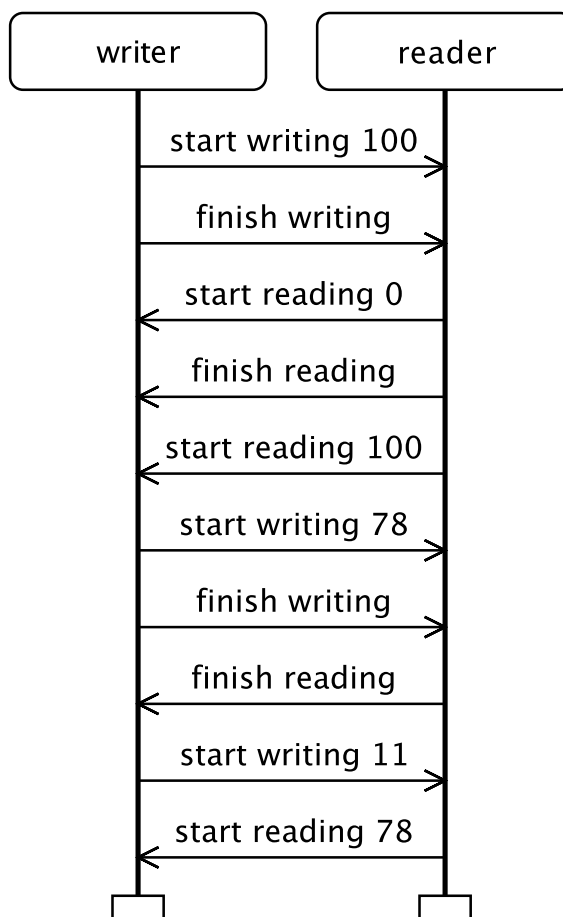 writer
reader
start writing 100
finish writing
start reading 0
finish reading
start reading 100
start writing 78
finish writing
finish reading
start writing 11
start reading 78